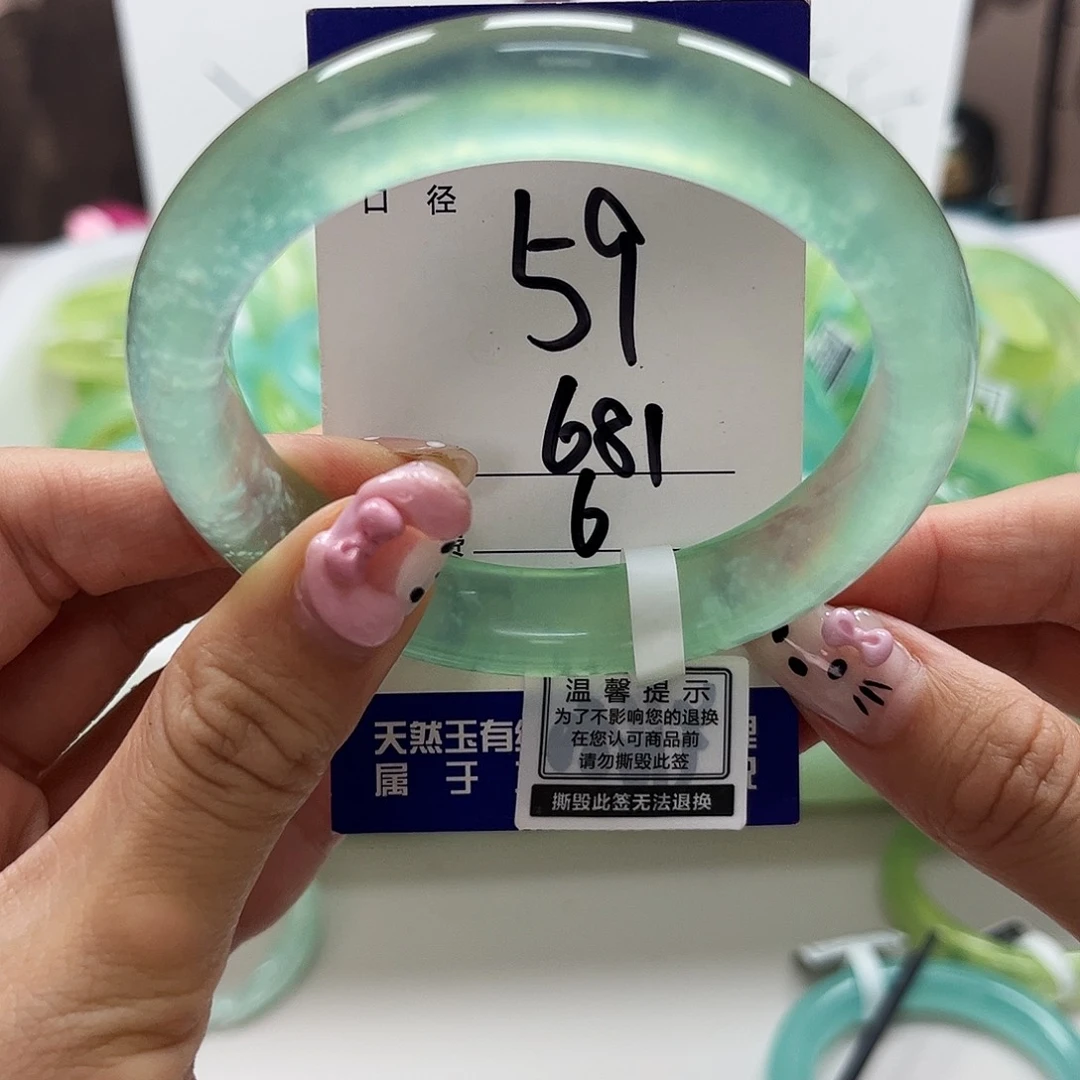 口 径
59
681
6
温馨提示
为了不影响您的退换
在您认可商品前
请勿撕毁此签
撕毁此签无法退换
天然玉有
属 于